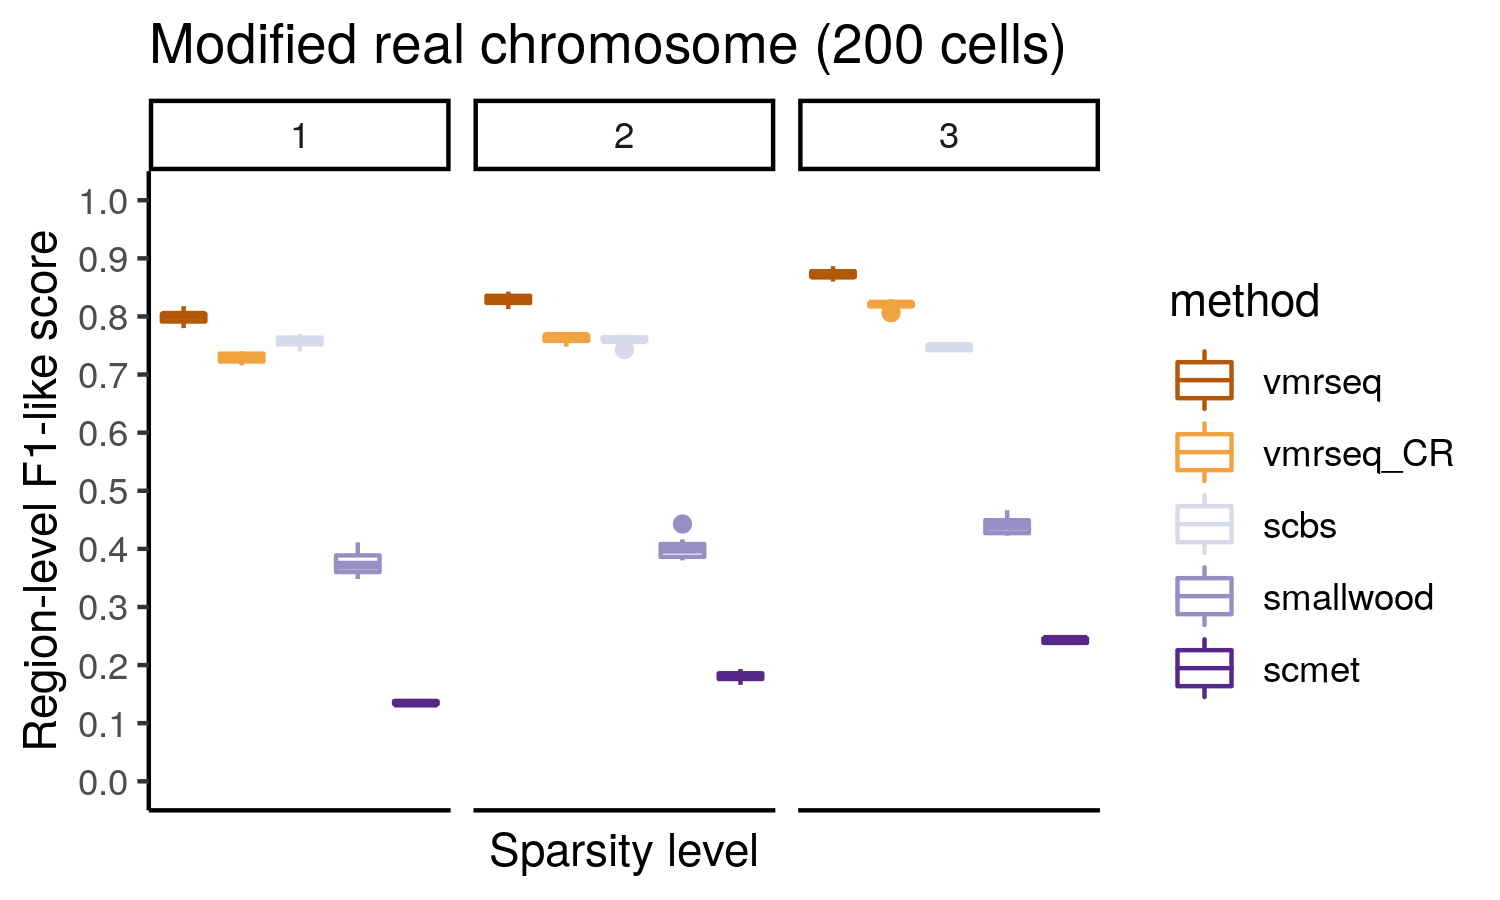 Modified real chromosome (200 cells)
1
2
3
1.0
0.9
0.8
0.7
0.6
0.5
0.4
0.3
0.2
0.1
0.0
Region-level F1-like score
Sparsity level
method
vmrseq
vmrseq_CR
scbs
smallwood
scmet